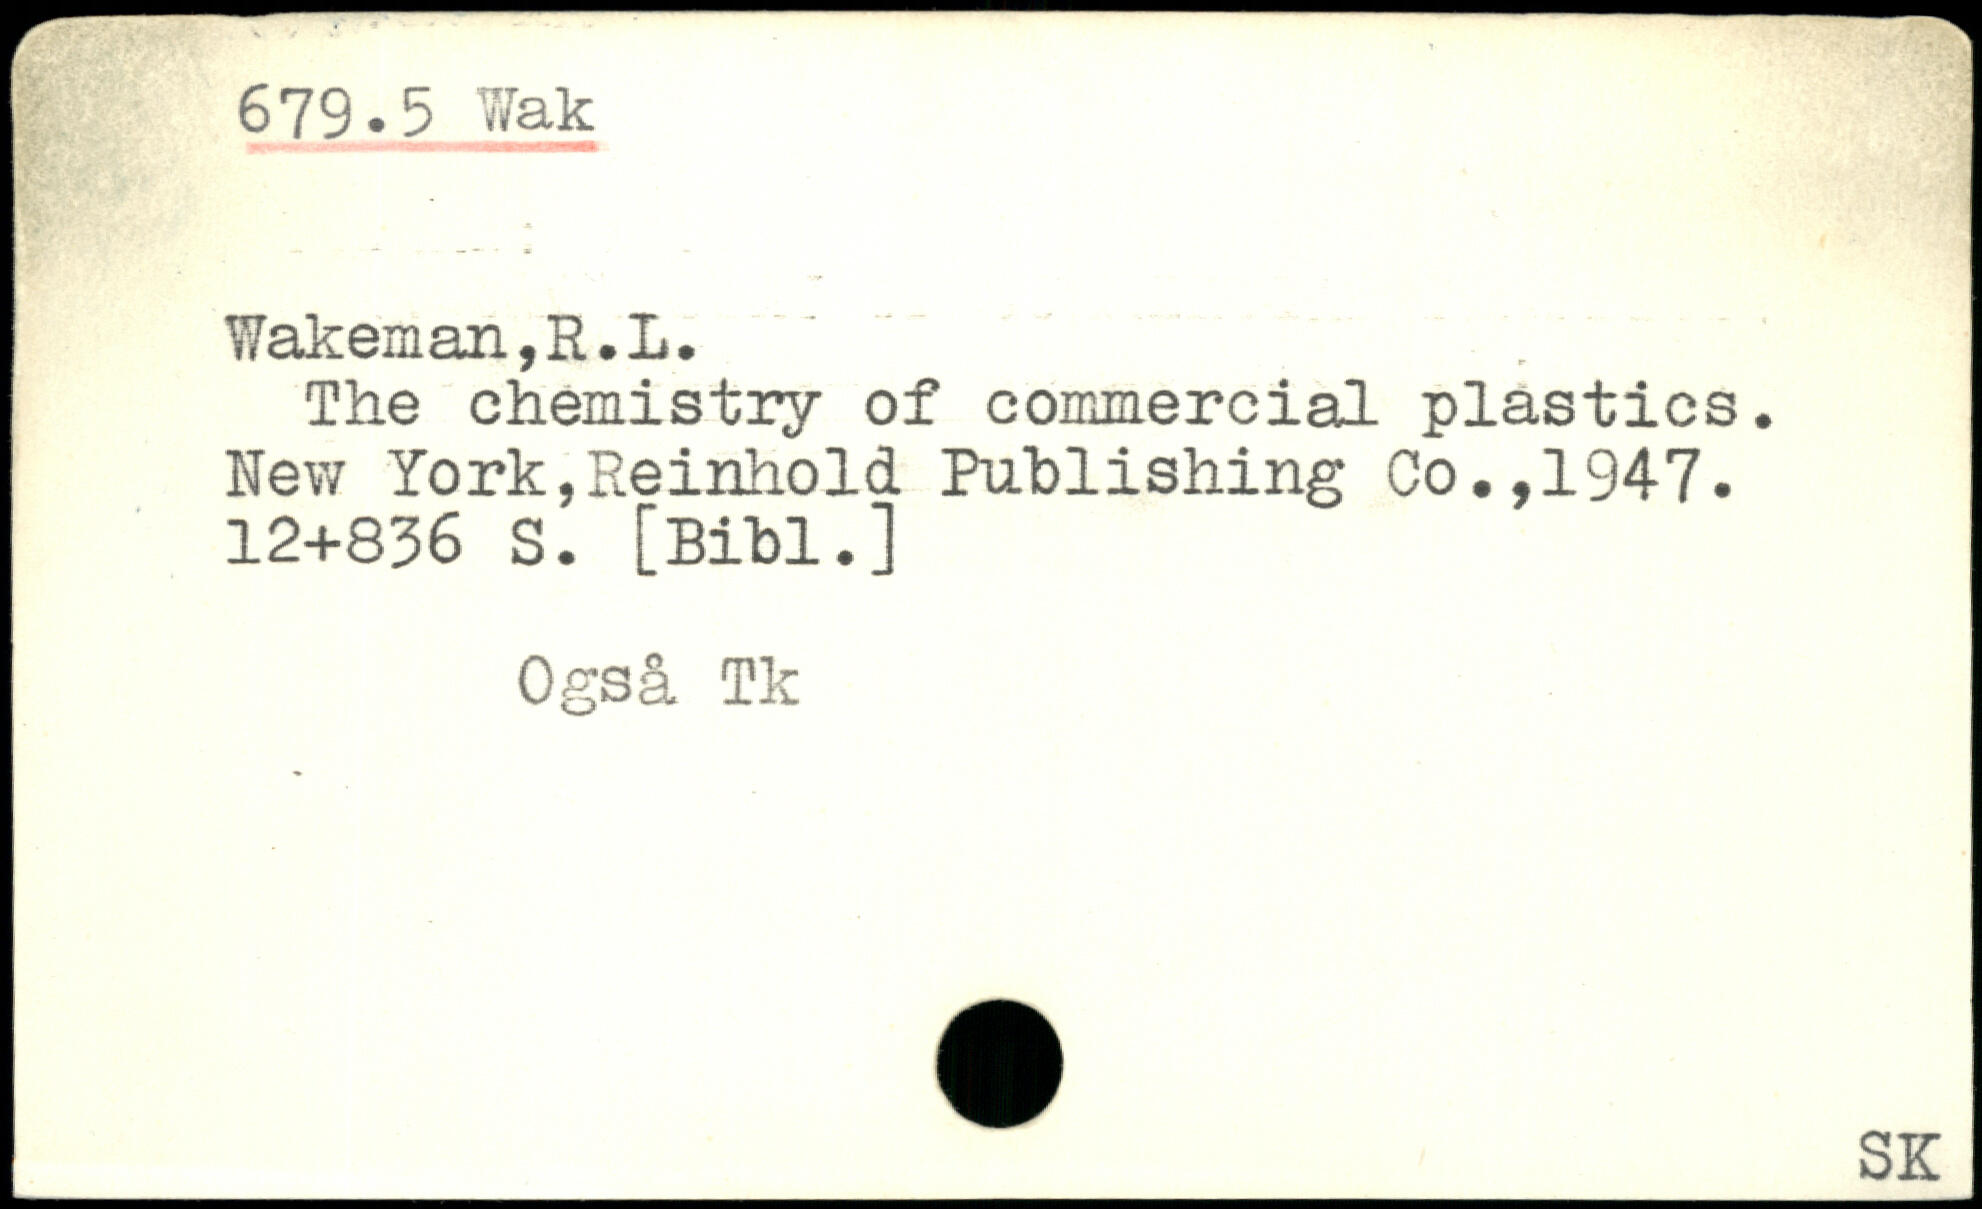 679.5 Wak
Wakeman,R.L.
The chemistry of commercial plastics.
New York,Reinhold Publishing Co.,1947.
12+836 S. [Bibl.]
Også Tk
SK